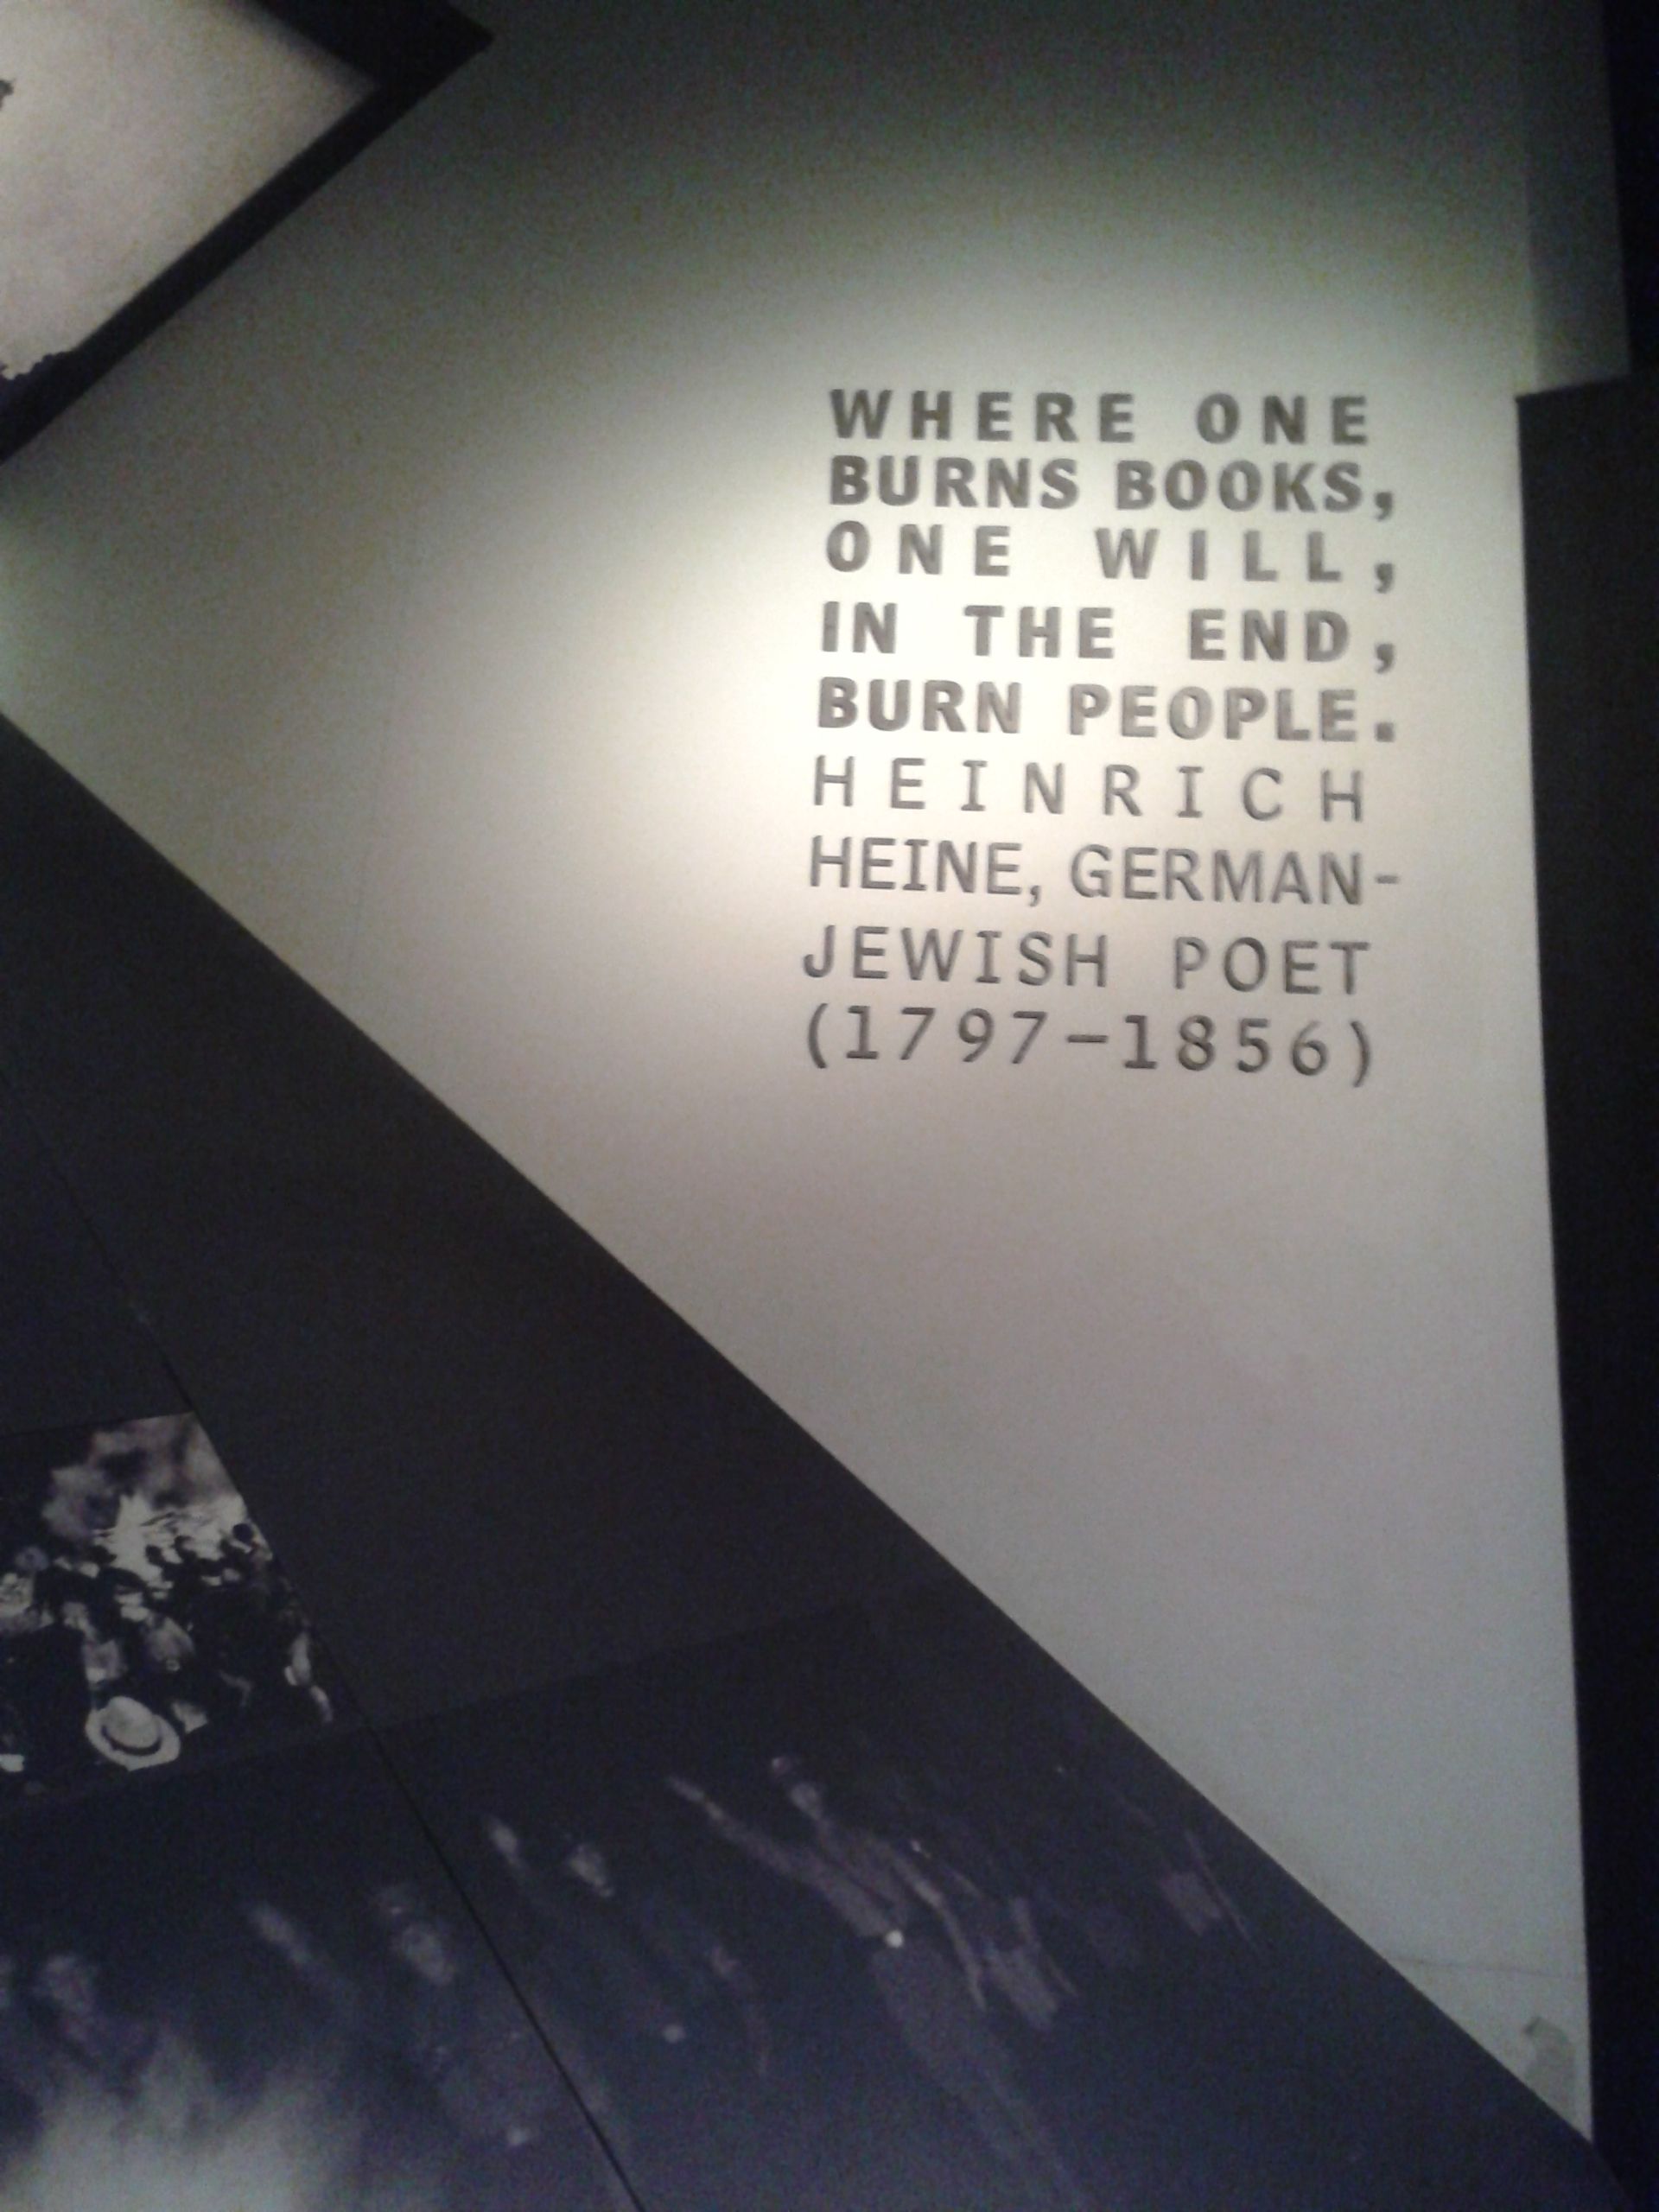 WHERE ONE
BURNS BOOKS,
ONE WILL,
IN THE END,
BURN PEOPLE.
HEINRICH
HEINE, GERMAN-
JEWISH POET
(1797-1856)